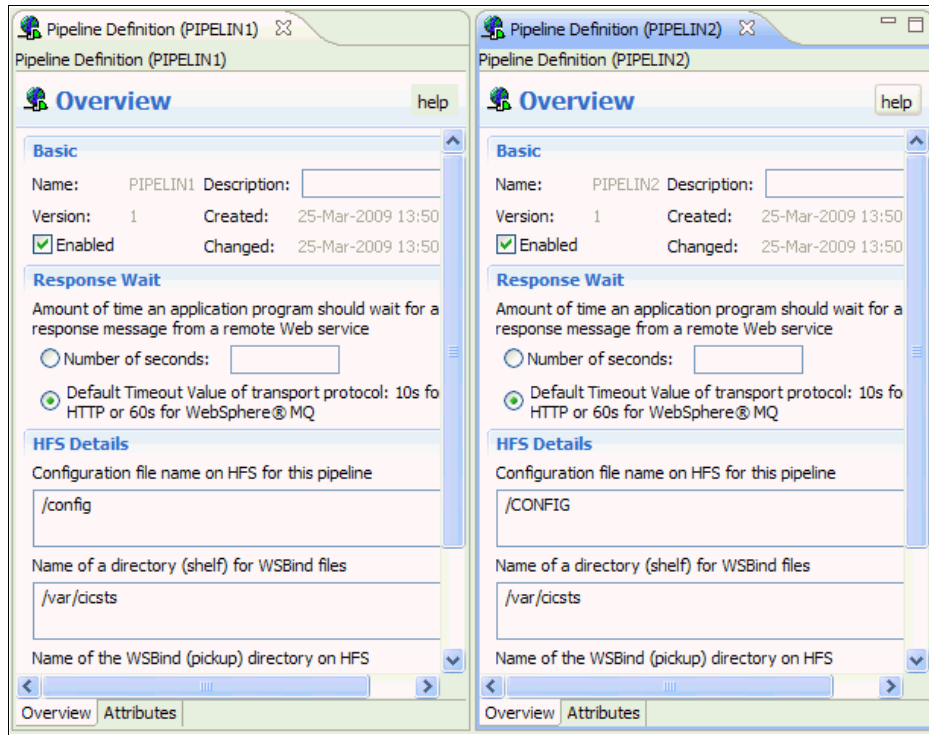 Pipeline Definition (PIPELIN1)
Pipeline Definition (PIPELIN1)
Overview help
Basic
Name: PIPELIN1 Description:
Version: 1 Created: 25-Mar-2009 13:50
Enabled Changed: 25-Mar-2009 13:50
Response Wait
Amount of time an application program should wait for a
response message from a remote Web service
Number of seconds:
Default Timeout Value of transport protocol: 10s fo
HTTP or 60s for WebSphere® MQ
HFS Details
Configuration file name on HFS for this pipeline
/config
Name of a directory (shelf) for WSBind files
/var/cicsts
Name of the WSBind (pickup) directory on HFS
Overview Attributes
Pipeline Definition (PIPELIN2)
Pipeline Definition (PIPELIN2)
Overview help
Basic
Name: PIPELIN2 Description:
Version: 1 Created: 25-Mar-2009 13:50
Enabled Changed: 25-Mar-2009 13:50
Response Wait
Amount of time an application program should wait for a
response message from a remote Web service
Number of seconds:
Default Timeout Value of transport protocol: 10s fo
HTTP or 60s for WebSphere® MQ
HFS Details
Configuration file name on HFS for this pipeline
/CONFIG
Name of a directory (shelf) for WSBind files
/var/cicsts
Name of the WSBind (pickup) directory on HFS
Overview Attributes